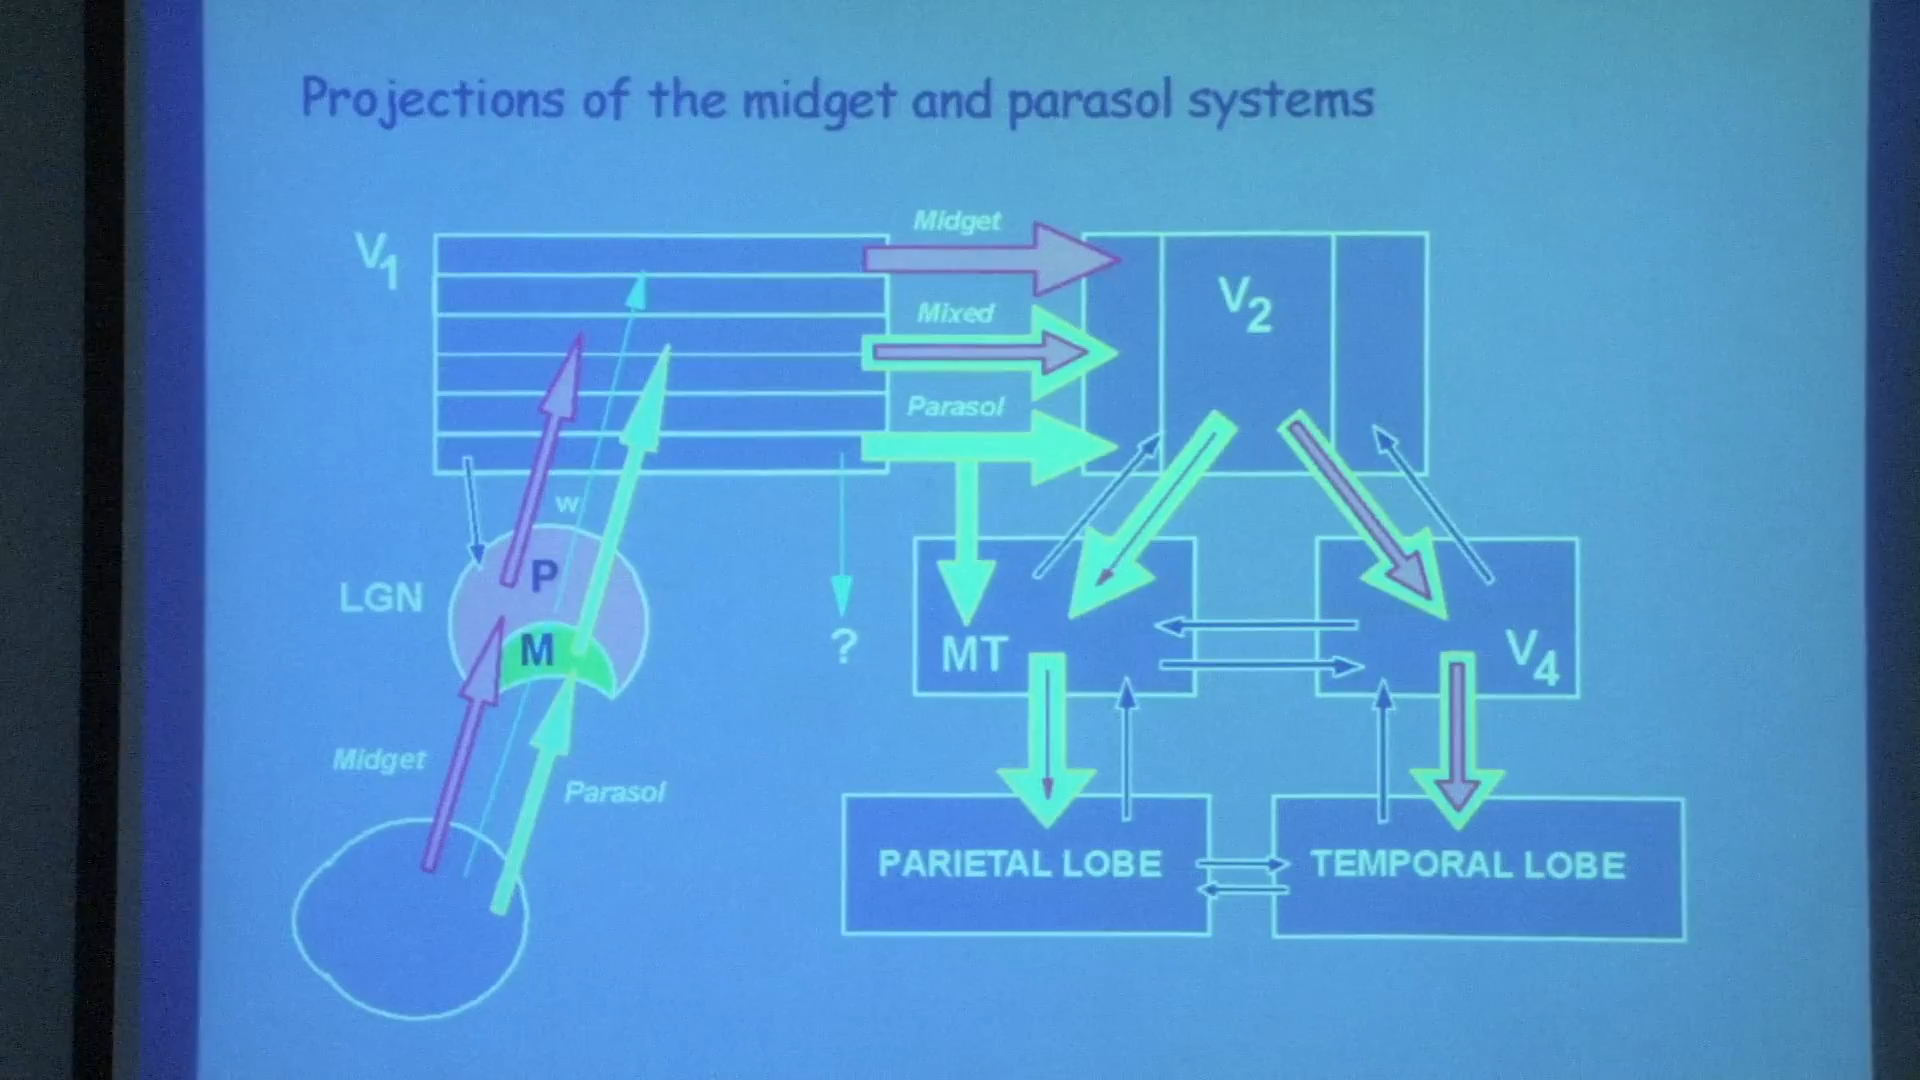 Projections of the midget and parasol systems
V1
Midget
V2
Mixed
Parasol
w
P
LGN
M
?
MT
V4
Midget
Parasol
PARIETAL LOBE
TEMPORAL LOBE